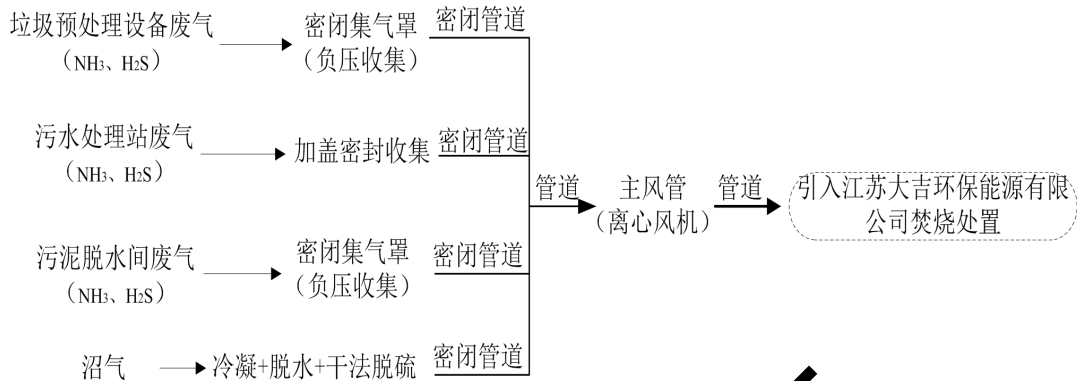 垃圾预处理设备废气
（NH₃、H₂S）
密闭集气罩
（负压收集）
密闭管道
污水处理站废气
（NH₃、H₂S）
加盖密封收集
密闭管道
管道
主风管
（离心风机）
管道
引入江苏大吉环保能源有限
公司焚烧处置
污泥脱水间废气
（NH₃、H₂S）
密闭集气罩
（负压收集）
密闭管道
沼气
冷凝+脱水+干法脱硫
密闭管道